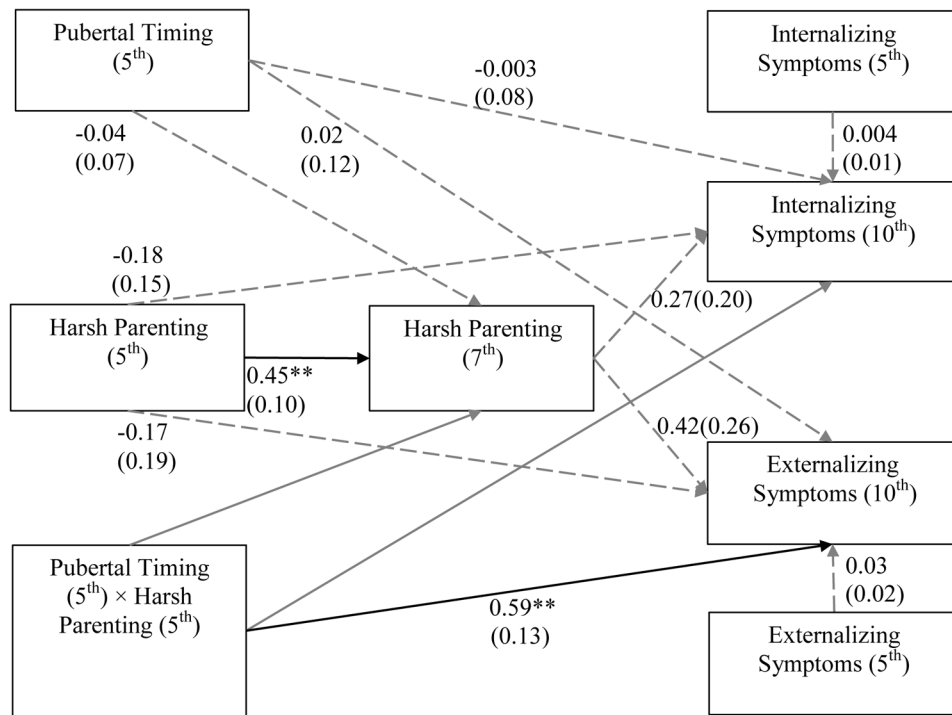 Pubertal Timing
(5th)
Internalizing
Symptoms (5th)
-0.003
(0.08)
-0.04
(0.07)
0.02
(0.12)
0.004
(0.01)
Internalizing
Symptoms (10th)
-0.18
(0.15)
0.27(0.20)
Harsh Parenting
(5th)
Harsh Parenting
(7th)
0.45**
(0.10)
-0.17
(0.19)
0.42(0.26)
Externalizing
Symptoms (10th)
Pubertal Timing
(5th) × Harsh
Parenting (5th)
0.59**
(0.13)
0.03
(0.02)
Externalizing
Symptoms (5th)